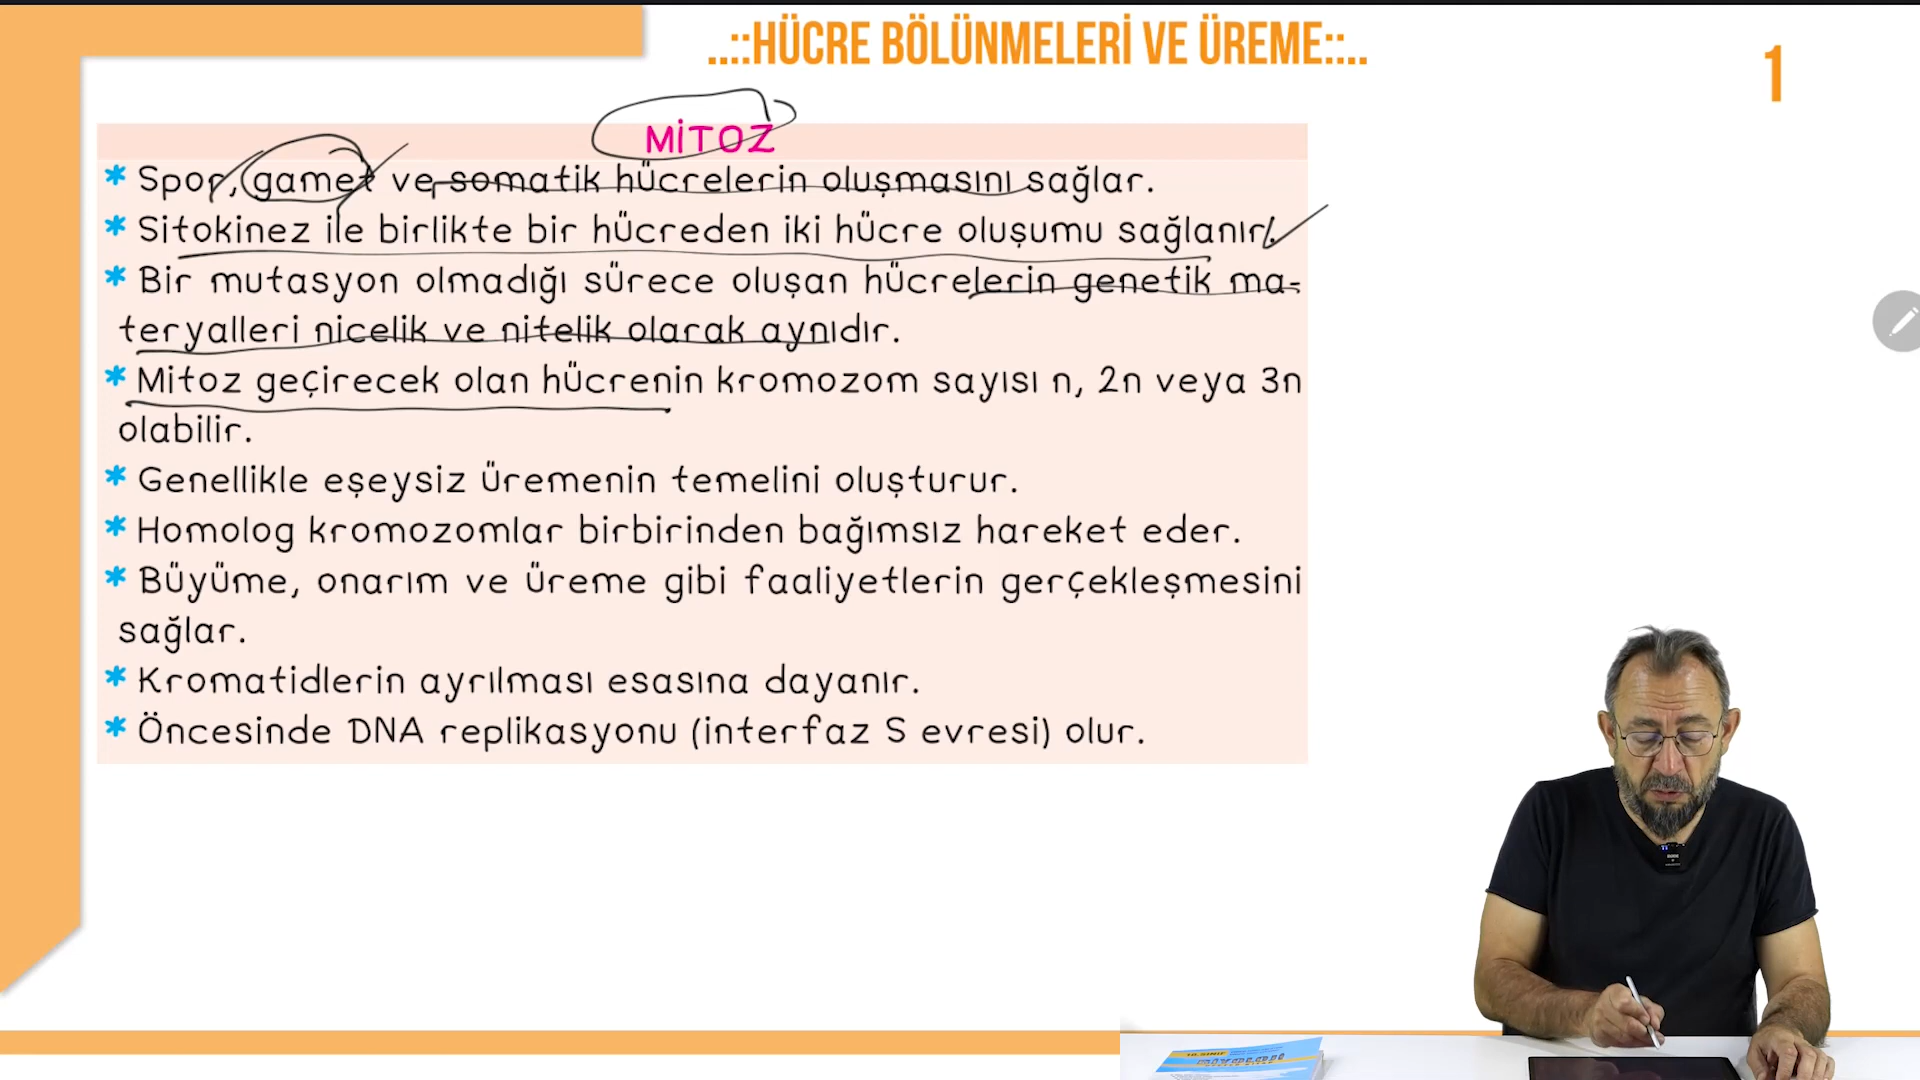 ..::HÜCRE BÖLÜNMELERİ VE ÜREME::..
1
MİTOZ
* Spor, gamet ve somatik hücrelerin oluşmasını sağlar.
* Sitokinez ile birlikte bir hücreden iki hücre oluşumu sağlanır.
* Bir mutasyon olmadığı sürece oluşan hücrelerin genetik ma-
teryalleri nicelik ve nitelik olarak aynıdır.
* Mitoz geçirecek olan hücrenin kromozom sayısı n, 2n veya 3n
olabilir.
* Genellikle eşeysiz üremenin temelini oluşturur.
* Homolog kromozomlar birbirinden bağımsız hareket eder.
* Büyüme, onarım ve üreme gibi faaliyetlerin gerçekleşmesini
sağlar.
* Kromatidlerin ayrılması esasına dayanır.
* Öncesinde DNA replikasyonu (interfaz S evresi) olur.
10.SINIF
BİYOLOJİ